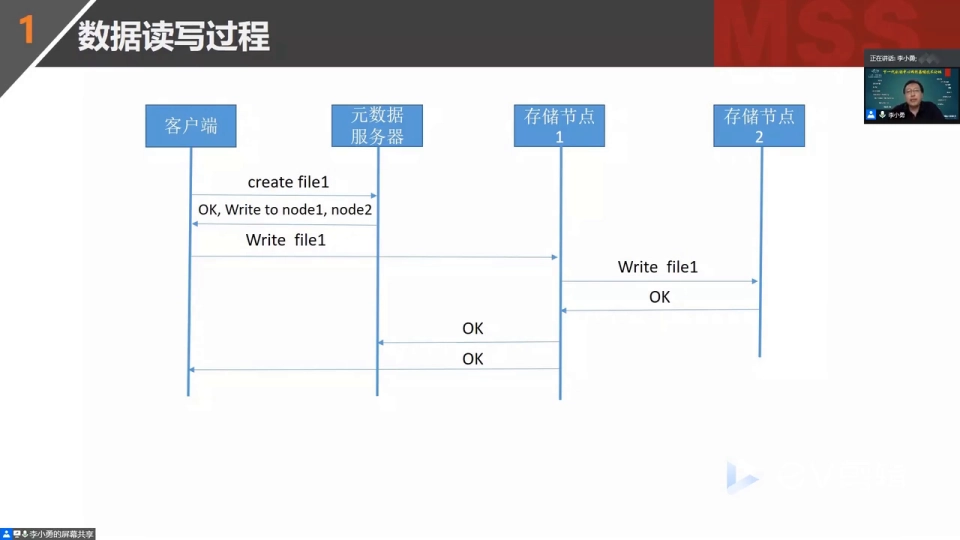 1
数据读写过程
MSS
正在讲话: 李小勇;
李小勇
客户端
元数据
服务器
存储节点
1
存储节点
2
create file1
OK, Write to node1, node2
Write file1
Write file1
OK
OK
OK
李小勇的屏幕共享